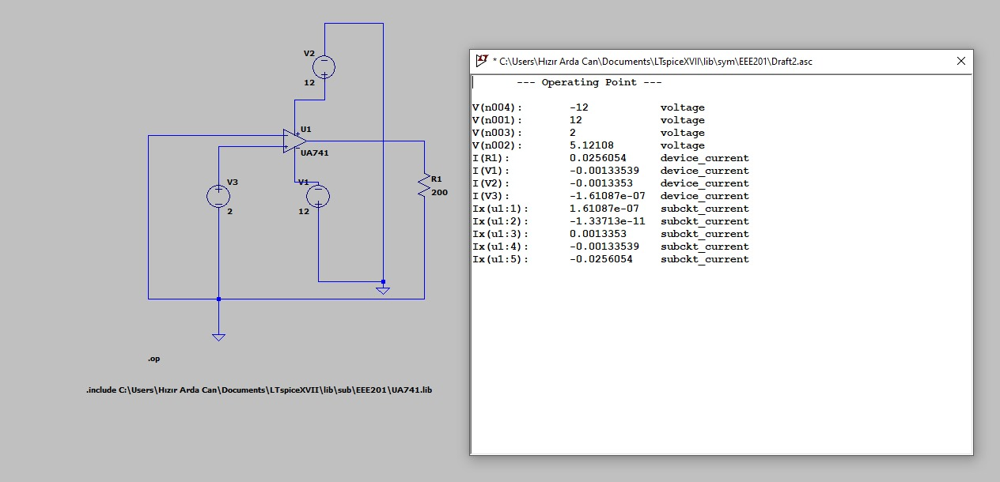 V2
12
U1
UA741
V3
2
V1
12
R1
200
.op
.include C:\Users\Hızır Arda Can\Documents\LTspiceXVII\lib\sub\EEE201\UA741.lib
* C:\Users\Hızır Arda Can\Documents\LTspiceXVII\lib\sym\EEE201\Draft2.asc
--- Operating Point ---
V(n004): -12 voltage
V(n001): 12 voltage
V(n003): 2 voltage
V(n002): 5.12108 voltage
I(R1): 0.0256054 device_current
I(V1): -0.00133539 device_current
I(V2): -0.0013353 device_current
I(V3): -1.61087e-07 device_current
Ix(u1:1): 1.61087e-07 subckt_current
Ix(u1:2): -1.33713e-11 subckt_current
Ix(u1:3): 0.0013353 subckt_current
Ix(u1:4): -0.00133539 subckt_current
Ix(u1:5): -0.0256054 subckt_current